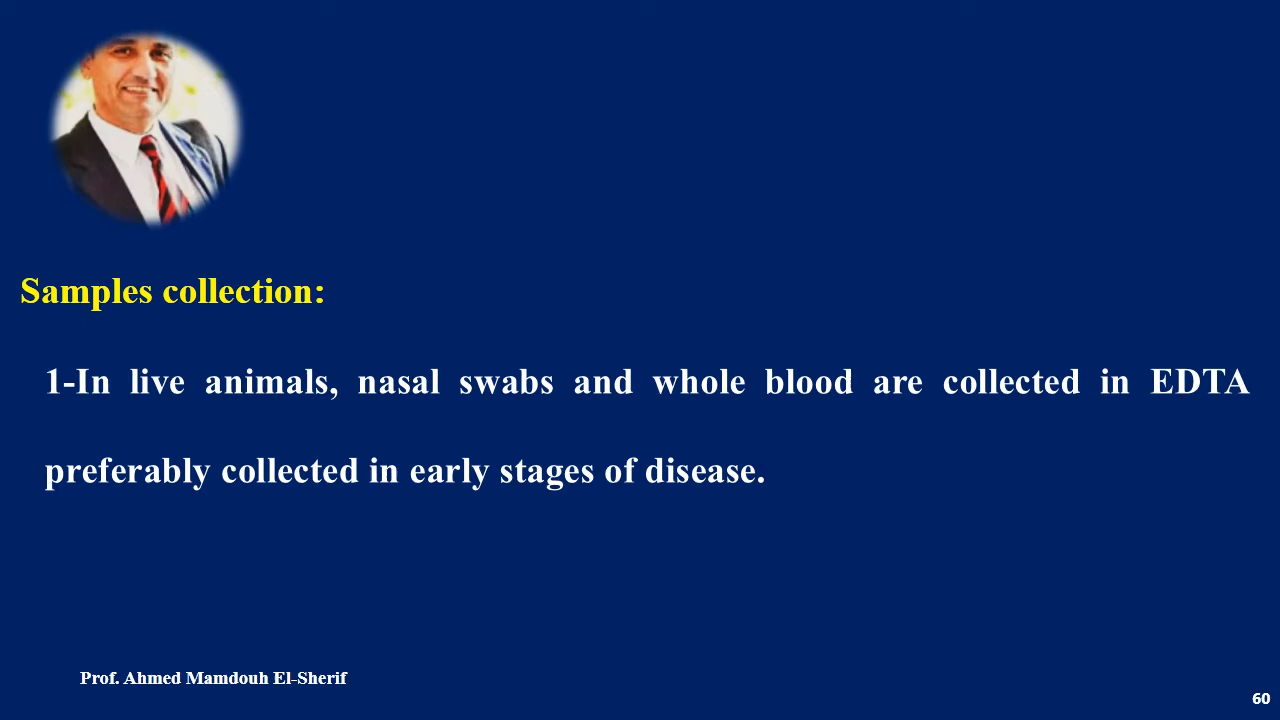 Samples collection:
1-In live animals, nasal swabs and whole blood are collected in EDTA
preferably collected in early stages of disease.
Prof. Ahmed Mamdouh El-Sherif
60